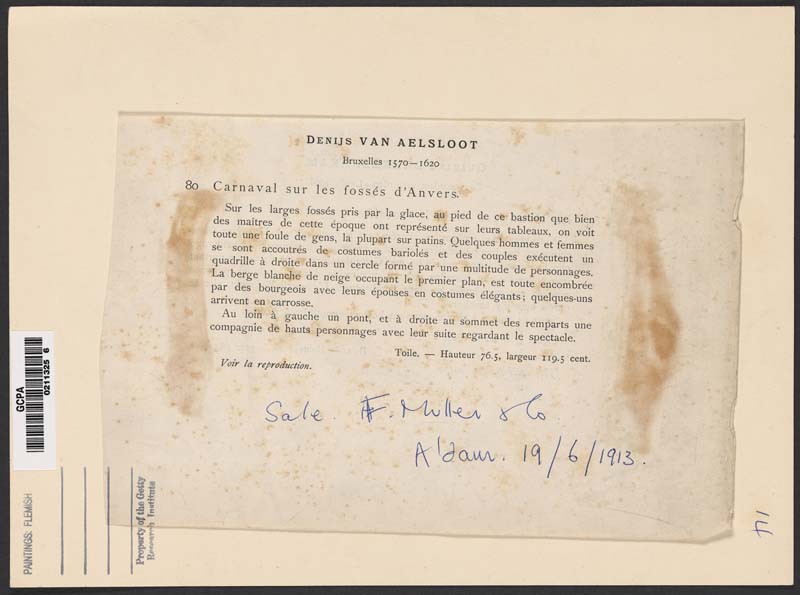 DENIJS VAN AELSLOOT
Bruxelles 1570—1620
80 Carnaval sur les fossés d'Anvers.
Sur les larges fossés pris par la glace, au pied de ce bastion que bien
des maîtres de cette époque ont représenté sur leurs tableaux, on voit
toute une foule de gens, la plupart sur patins. Quelques hommes et femmes
se sont accoutrés de costumes bariolés et des couples exécutent un
quadrille à droite dans un cercle formé par une multitude de personnages.
La berge blanche de neige occupant le premier plan, est toute encombrée
par des bourgeois avec leurs épouses en costumes élégants; quelques-uns
arrivent en carrosse.
Au loin à gauche un pont, et à droite au sommet des remparts une
compagnie de hauts personnages avec leur suite regardant le spectacle.
Toile. — Hauteur 76.5, largeur 119.5 cent.
Voir la reproduction.
Sale. F. Muller & Co
A'dam. 19/6/1913.
GCPA
0211325 6
PAINTINGS: FLEMISH
Property of the Getty
Research Institute